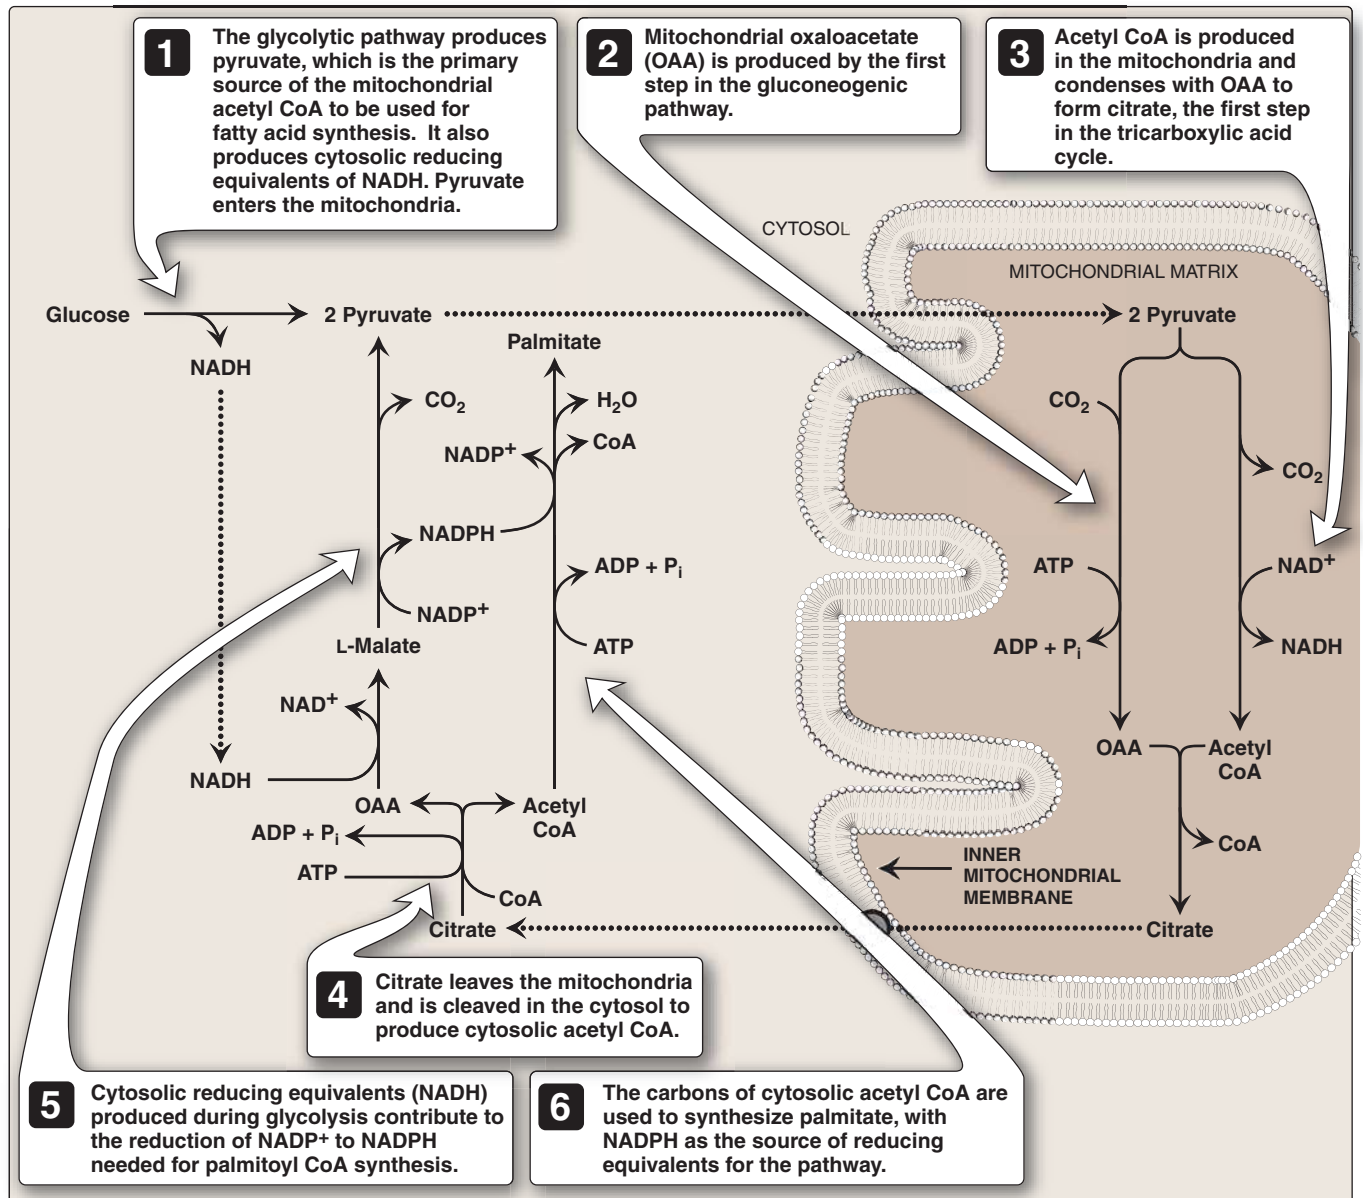 1
The glycolytic pathway produces
pyruvate, which is the primary
source of the mitochondrial
acetyl CoA to be used for
fatty acid synthesis. It also
produces cytosolic reducing
equivalents of NADH. Pyruvate
enters the mitochondria.
2
Mitochondrial oxaloacetate
(OAA) is produced by the first
step in the gluconeogenic
pathway.
3
Acetyl CoA is produced
in the mitochondria and
condenses with OAA to
form citrate, the first step
in the tricarboxylic acid
cycle.
CYTOSOL
MITOCHONDRIAL MATRIX
Glucose
2 Pyruvate
2 Pyruvate
NADH
Palmitate
CO2
H2O
CoA
NADP+
NADPH
ADP + Pi
NADP+
ATP
L-Malate
NAD+
NADH
OAA
Acetyl
CoA
ADP + Pi
ATP
CoA
Citrate
CO2
CO2
ATP
NAD+
ADP + Pi
NADH
OAA
Acetyl
CoA
CoA
INNER
MITOCHONDRIAL
MEMBRANE
Citrate
4
Citrate leaves the mitochondria
and is cleaved in the cytosol to
produce cytosolic acetyl CoA.
5
Cytosolic reducing equivalents (NADH)
produced during glycolysis contribute to
the reduction of NADP+ to NADPH
needed for palmitoyl CoA synthesis.
6
The carbons of cytosolic acetyl CoA are
used to synthesize palmitate, with
NADPH as the source of reducing
equivalents for the pathway.